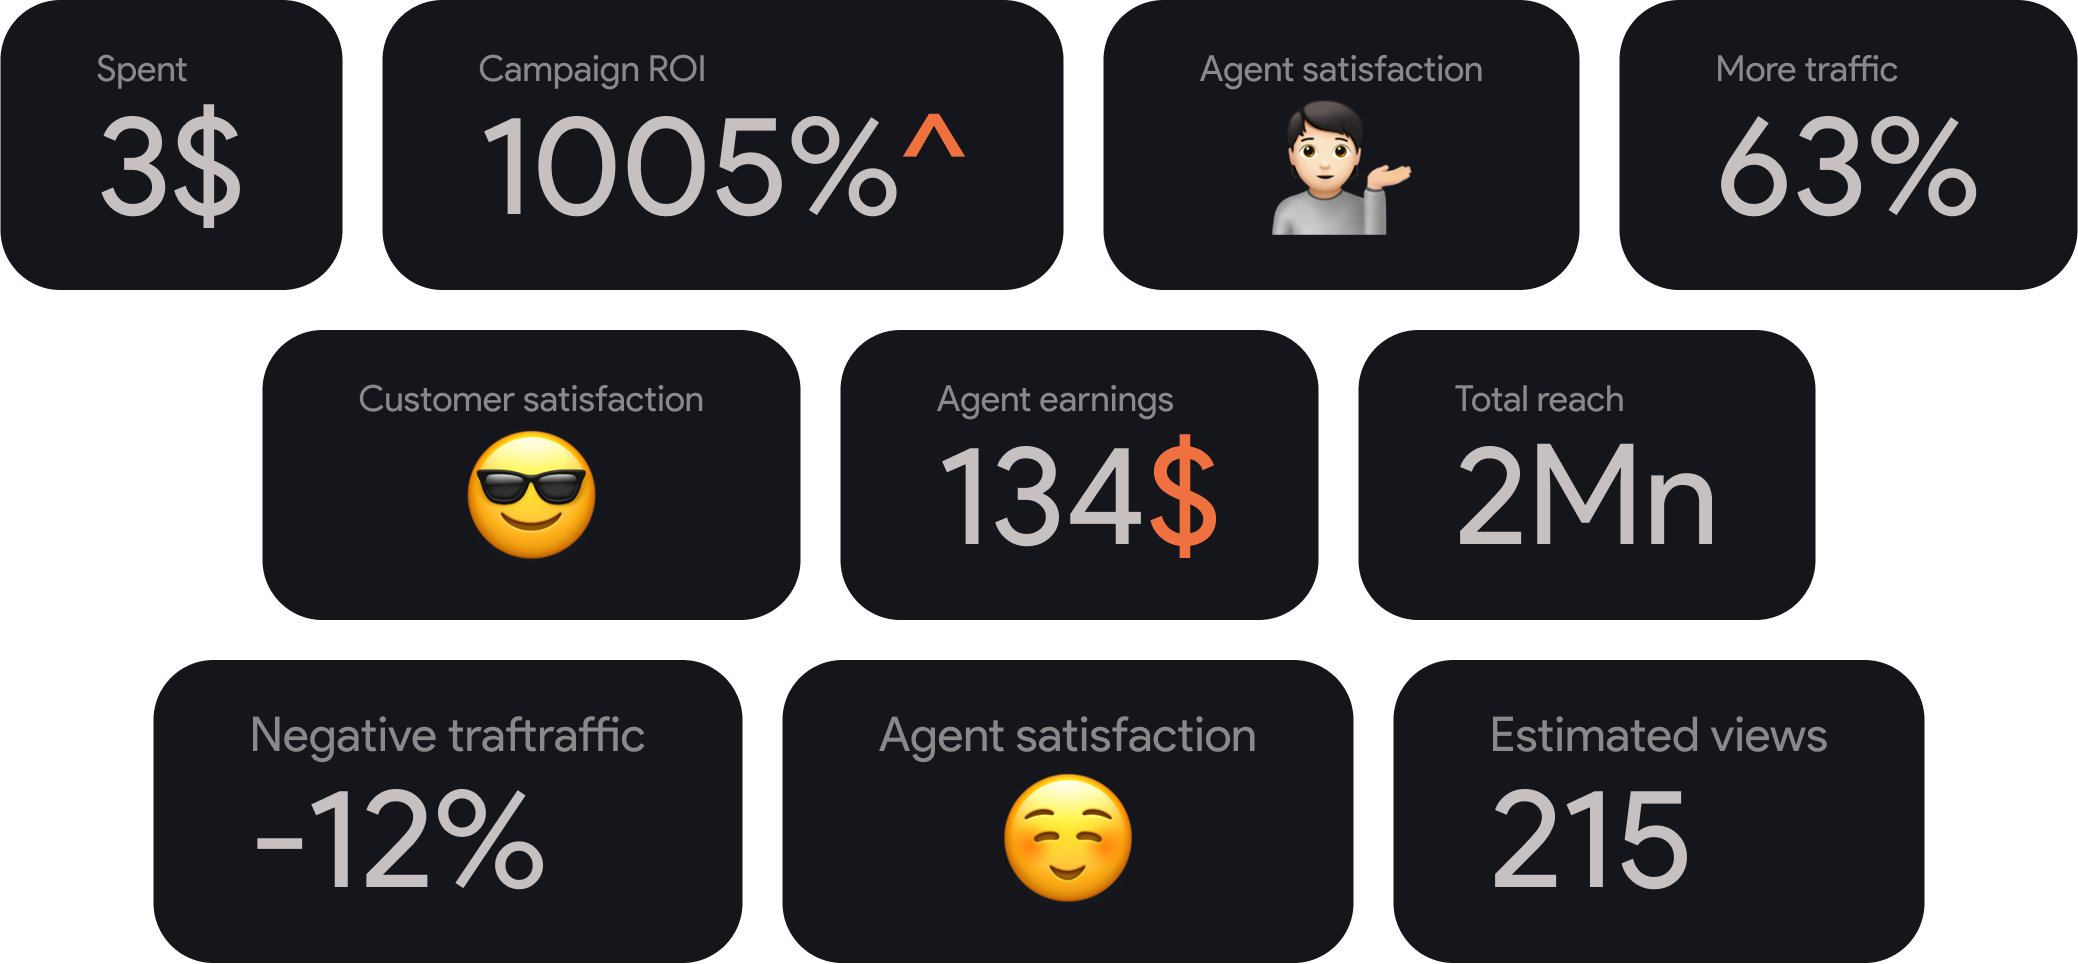 Spent
3$
Campaign ROI
1005%^
Agent satisfaction
More traffic
63%
Customer satisfaction
Agent earnings
134$
Total reach
2Mn
Negative traftraffic
-12%
Agent satisfaction
Estimated views
215